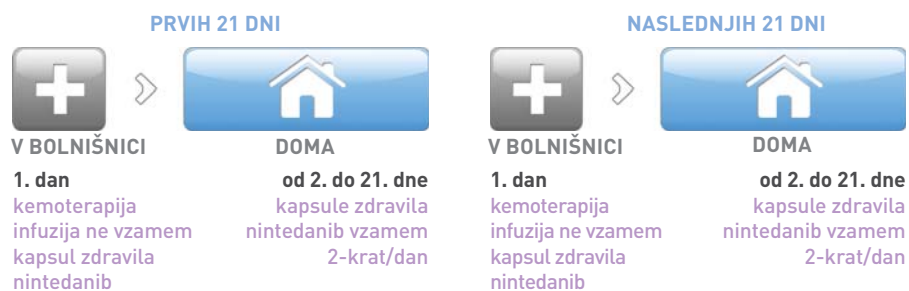 PRVIH 21 DNI
V BOLNIŠNICI
1. dan
kemoterapija
infuzija ne vzamem
kapsul zdravila
nintedanib
DOMA
od 2. do 21. dne
kapsule zdravila
nintedanib vzamem
2-krat/dan
NASLEDNJIH 21 DNI
V BOLNIŠNICI
1. dan
kemoterapija
infuzija ne vzamem
kapsul zdravila
nintedanib
DOMA
od 2. do 21. dne
kapsule zdravila
nintedanib vzamem
2-krat/dan